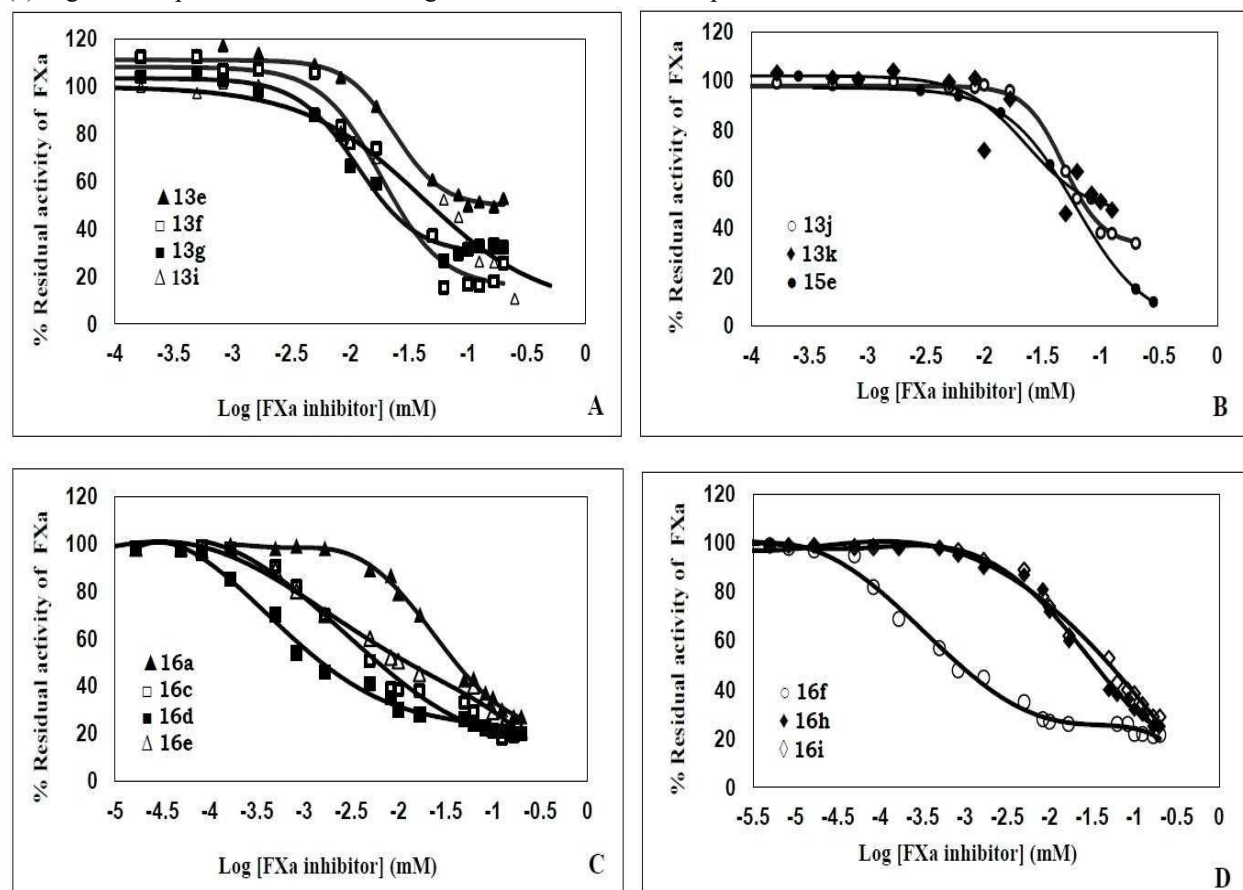 % Residual activity of FXa
120
100
80
60
40
20
0
13e
13f
13g
13i
-4 -3.5 -3 -2.5 -2 -1.5 -1 -0.5 0
Log [FXa inhibitor] (mM)
A
% Residual activity of FXa
120
100
80
60
40
20
0
13j
13k
15e
-4 -3.5 -3 -2.5 -2 -1.5 -1 -0.5 0
Log [FXa inhibitor] (mM)
B
% Residual activity of FXa
120
100
80
60
40
20
0
16a
16c
16d
16e
-5 -4.5 -4 -3.5 -3 -2.5 -2 -1.5 -1 -0.5 0
Log [FXa inhibitor] (mM)
C
% Residual activity of FXa
120
100
80
60
40
20
0
16f
16h
16i
-5.5 -5 -4.5 -4 -3.5 -3 -2.5 -2 -1.5 -1 -0.5 0
Log [FXa inhibitor] (mM)
D